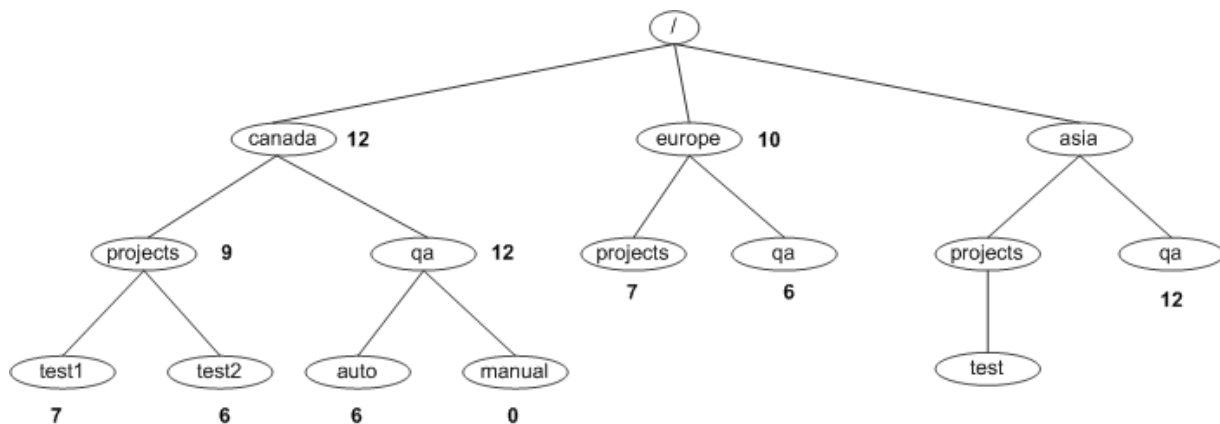 /
canada 12 europe 10 asia
projects 9 qa 12 projects qa projects qa
7 6 12
test1 test2 auto manual test
7 6 6 0